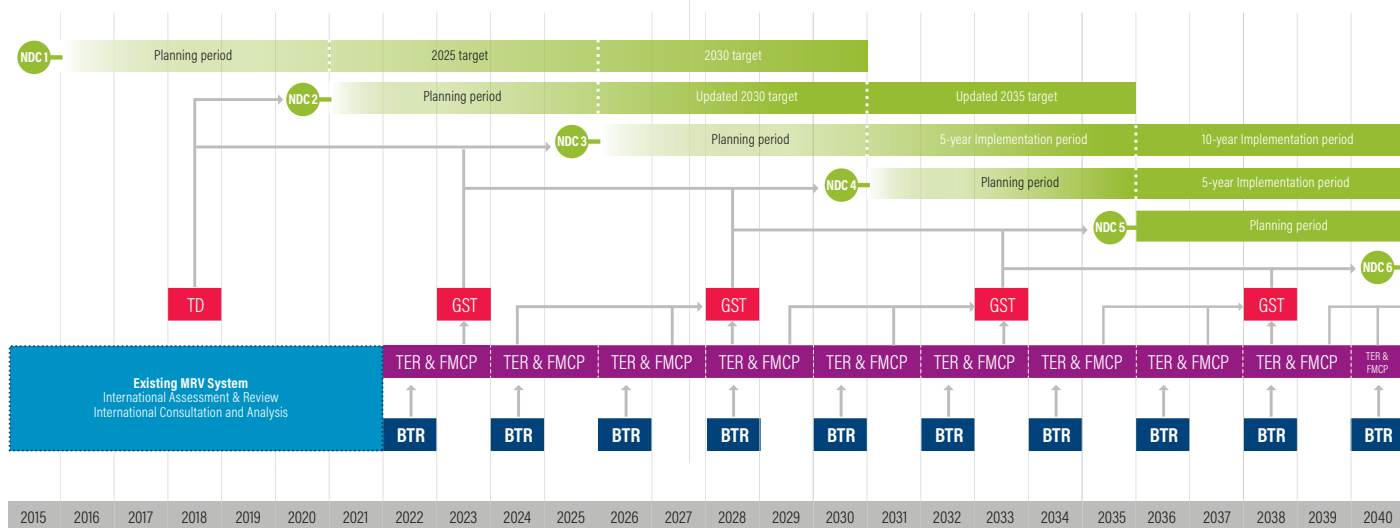 NDC 1
Planning period
2025 target
2030 target
NDC 2
Planning period
Updated 2030 target
Updated 2035 target
NDC 3
Planning period
5-year Implementation period
10-year Implementation period
NDC 4
Planning period
5-year Implementation period
NDC 5
Planning period
NDC 6
TD
GST
GST
GST
GST
Existing MRV System
International Assessment & Review
International Consultation and Analysis
TER & FMCP
TER & FMCP
TER & FMCP
TER & FMCP
TER & FMCP
TER & FMCP
TER & FMCP
TER & FMCP
TER & FMCP
TER &
FMCP
BTR
BTR
BTR
BTR
BTR
BTR
BTR
BTR
BTR
BTR
2015 2016 2017 2018 2019 2020 2021 2022 2023 2024 2025 2026 2027 2028 2029 2030 2031 2032 2033 2034 2035 2036 2037 2038 2039 2040